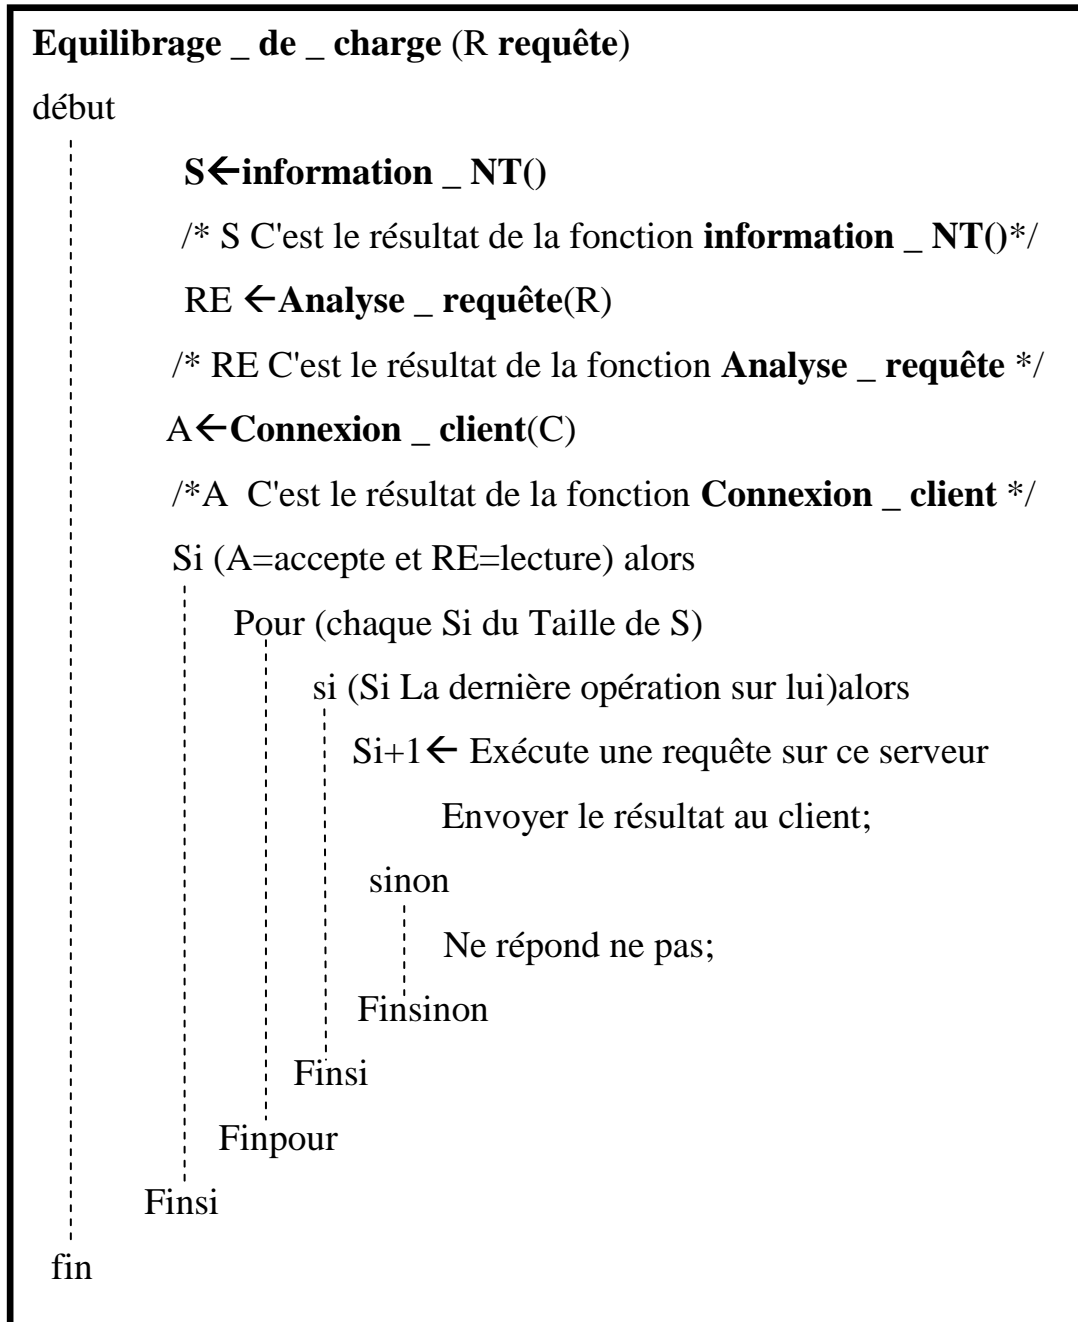 Equilibrage _ de _ charge (R requête)
début
S←information _ NT()
/* S C'est le résultat de la fonction information _ NT()*/
RE ←Analyse _ requête(R)
/* RE C'est le résultat de la fonction Analyse _ requête */
A←Connexion _ client(C)
/*A C'est le résultat de la fonction Connexion _ client */
Si (A=accepte et RE=lecture) alors
Pour (chaque Si du Taille de S)
si (Si La dernière opération sur lui)alors
Si+1← Exécute une requête sur ce serveur
Envoyer le résultat au client;
sinon
Ne répond ne pas;
Finsinon
Finsi
Finpour
Finsi
fin